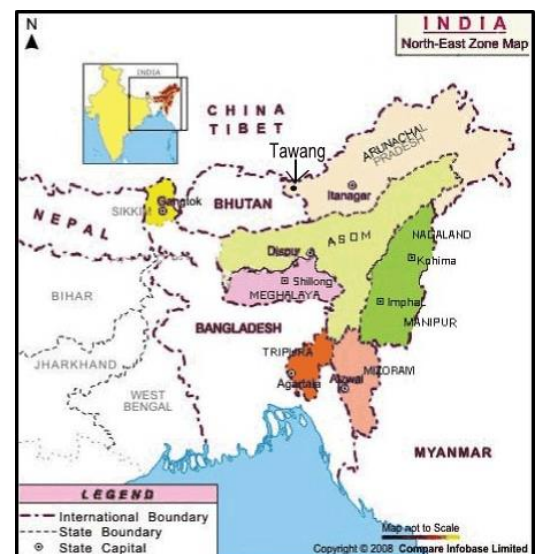 N
INDIA
North-East Zone Map
INDIA
CHINA
TIBET
ARUNACHAL
PRADESH
Tawang
Itanagar
NEPAL
SIKKIM
Gangtok
BHUTAN
ASOM
Dispur
NAGALAND
Kohima
Shillong
MEGHALAYA
BIHAR
Imphal
MANIPUR
BANGLADESH
TRIPURA
JHARKHAND
MIZORAM
Agartala
Aizwal
WEST
BENGAL
MYANMAR
LEGEND
International Boundary
State Boundary
State Capital
Map not to Scale
Copyright © 2008 Compare Infobase Limited